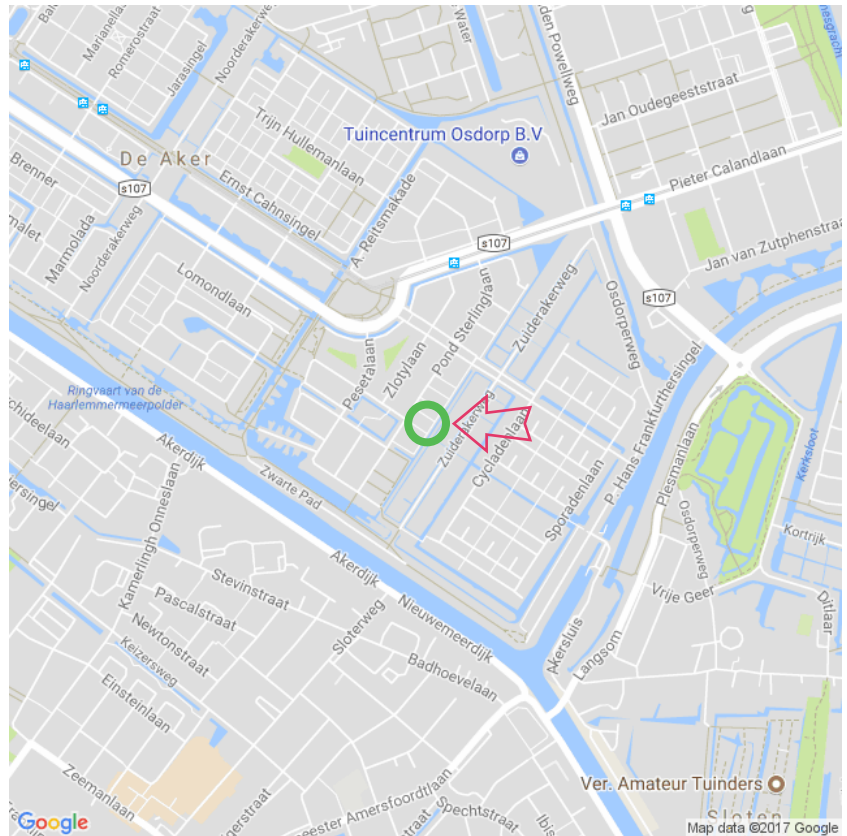 Marianella
Romerostraat
Jarasingel
Noorderakerweg
Water
den Powellweg
Jan Oudegeeststraat
Trijn Hullemanlaan
Tuincentrum Osdorp B.V
De Aker
Brenner
s107
Ernst Cahnsingel
Pieter Calandlaan
Marmolada
Noorderakerweg
A. Reitsmakade
s107
Jan van Zutphenstraa
Lomondlaan
Pond Sterlinglaan
Zuiderakerweg
Osdorperweg
s107
Pesetalaan
Zlotylaan
Ringvaart van de
Haarlemmermeerpolder
P. Hans Frankfurthersingel
Zuiderakerweg
Cycladenlaan
Plesmanlaan
Kerksloot
Akerdijk
Zwarte Pad
Sporadenlaan
Kamerlingh Onneslaan
Osdorperweg
Kortrijk
Akerdijk
Stevinstraat
Pascalstraat
Newtonstraat
Keizersweg
Einsteinlaan
Sloterweg
Nieuwemeerdijk
Badhoevelaan
Akersluis
Langsom
Vrije Geer
Ditlaar
Zeemanlaan
eester Amersfoordtlaan
Spechtstraat
Ver. Amateur Tuinders
Sloten
Google
Map data ©2017 Google